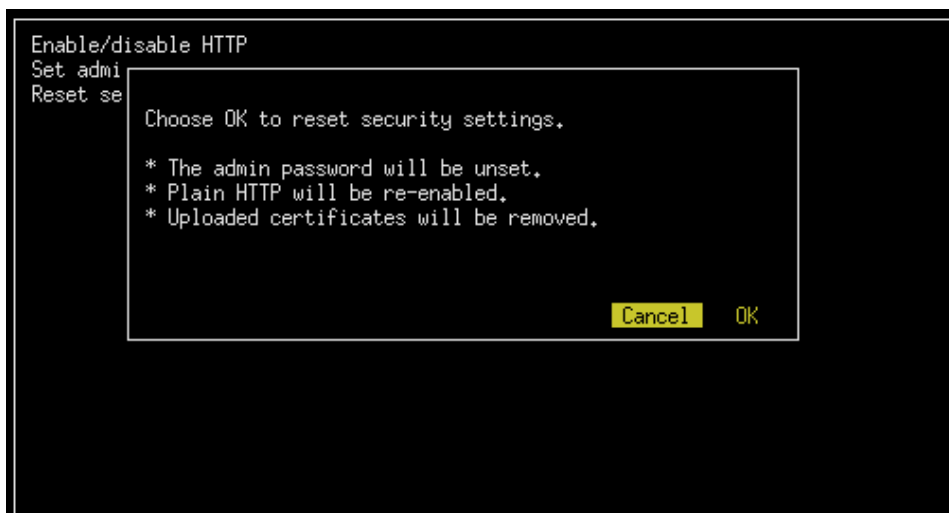 Enable/disable HTTP
Set admi
Reset se
Choose OK to reset security settings.
* The admin password will be unset.
* Plain HTTP will be re-enabled.
* Uploaded certificates will be removed.
Cancel OK